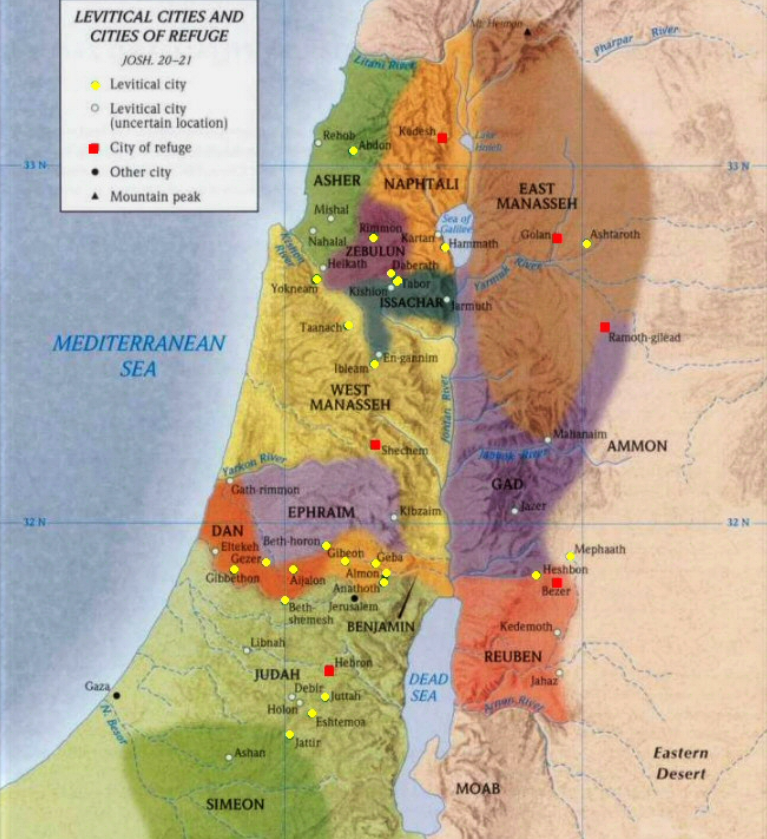 LEVITICAL CITIES AND
CITIES OF REFUGE
JOSH. 20–21
Levitical city
Levitical city
(uncertain location)
City of refuge
Other city
Mountain peak
Mt. Hermon
Pharpar River
Litani River
Rehob
Abdon
Kedesh
Lake
Huleh
33 N
33 N
ASHER
NAPHTALI
EAST
MANASSEH
Mishal
Sea of
Galilee
Rimmon
Kartan
Golan
Ashtaroth
Nahalal
Hammath
Kishon
River
ZEBULUN
Helkath
Daberath
Yarmuk River
Yokneam
Kishion
Tabor
ISSACHAR
Jarmuth
Taanach
Ramoth-gilead
MEDITERRANEAN
SEA
En-gannim
Ibleam
WEST
MANASSEH
Jordan River
Mahanaim
AMMON
Shechem
Jabbok River
Yarkon River
Gath-rimmon
GAD
EPHRAIM
Kibzaim
Jazer
32 N
32 N
DAN
Beth-horon
Eltekeh
Gezer
Gibeon
Geba
Mephaath
Gibbethon
Aijalon
Almon
Heshbon
Anathoth
Bezer
Beth-
shemesh
Jerusalem
BENJAMIN
Kedemoth
Libnah
REUBEN
Hebron
JUDAH
Jahaz
Gaza
Debir
Juttah
DEAD
SEA
Holon
Arnon River
N. Besor
Eshtemoa
Jattir
Ashan
Eastern
Desert
MOAB
SIMEON